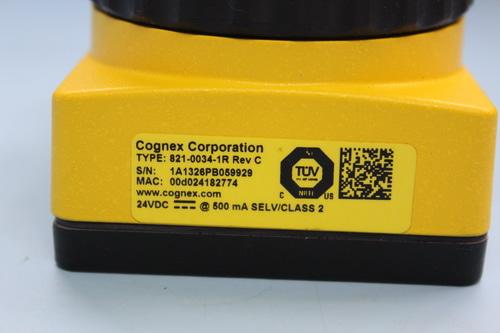 Cognex Corporation
TYPE: 821-0034-1R Rev C
S/N: 1A1326PB059929
MAC: 00d024182774
www.cognex.com
24VDC @ 500 mA SELV/CLASS 2
TÜV
C US